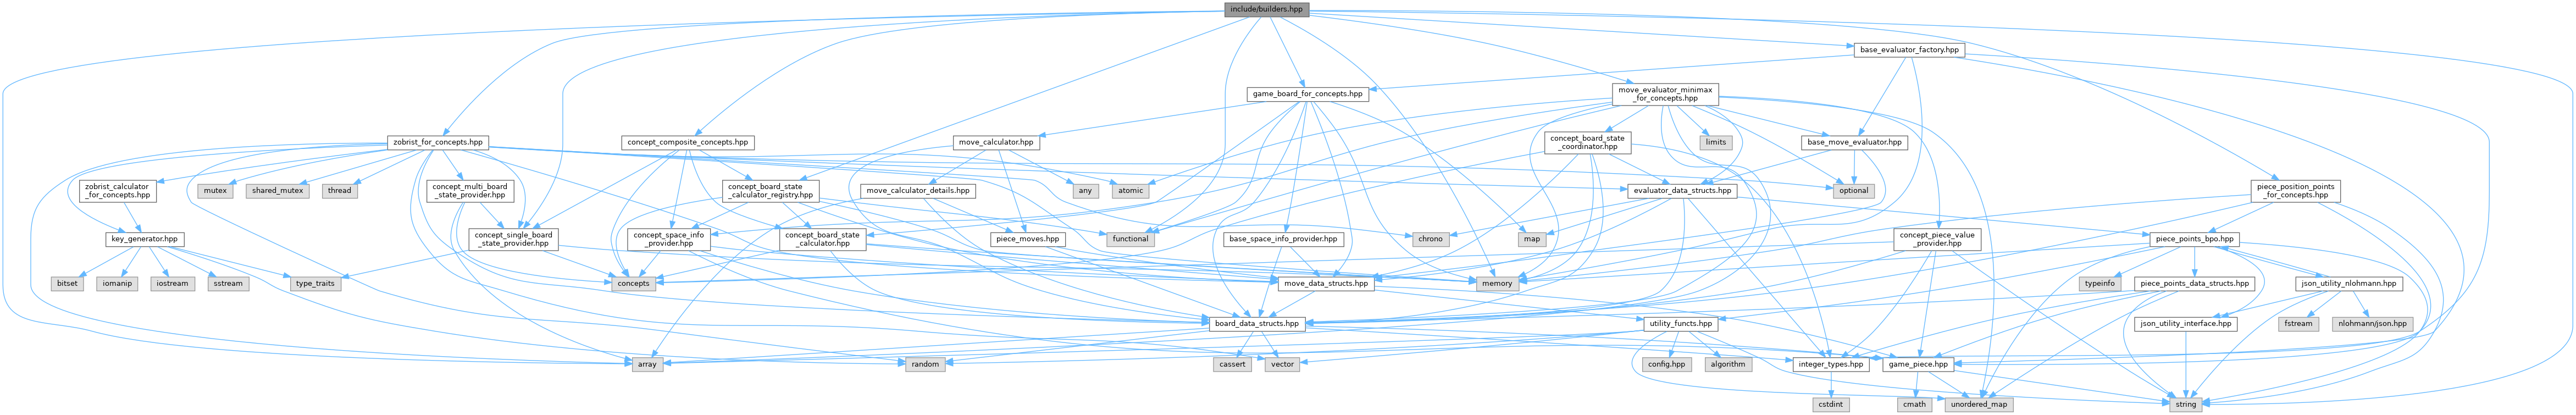 include/builders.hpp
base_evaluator_factory.hpp
game_board_for_concepts.hpp
move_evaluator_minimax
_for_concepts.hpp
zobrist_for_concepts.hpp
concept_composite_concepts.hpp
move_calculator.hpp
concept_board_state
_coordinator.hpp
limits
base_move_evaluator.hpp
zobrist_calculator
_for_concepts.hpp
mutex
shared_mutex
thread
concept_multi_board
_state_provider.hpp
concept_board_state
_calculator_registry.hpp
move_calculator_details.hpp
any
atomic
evaluator_data_structs.hpp
optional
piece_position_points
_for_concepts.hpp
key_generator.hpp
concept_single_board
_state_provider.hpp
concept_space_info
_provider.hpp
concept_board_state
_calculator.hpp
piece_moves.hpp
functional
base_space_info_provider.hpp
chrono
map
concept_piece_value
_provider.hpp
piece_points_bpo.hpp
bitset
iomanip
iostream
sstream
type_traits
concepts
move_data_structs.hpp
memory
typeinfo
piece_points_data_structs.hpp
json_utility_nlohmann.hpp
board_data_structs.hpp
utility_functs.hpp
json_utility_interface.hpp
fstream
nlohmann/json.hpp
array
random
cassert
vector
config.hpp
algorithm
integer_types.hpp
game_piece.hpp
cstdint
cmath
unordered_map
string